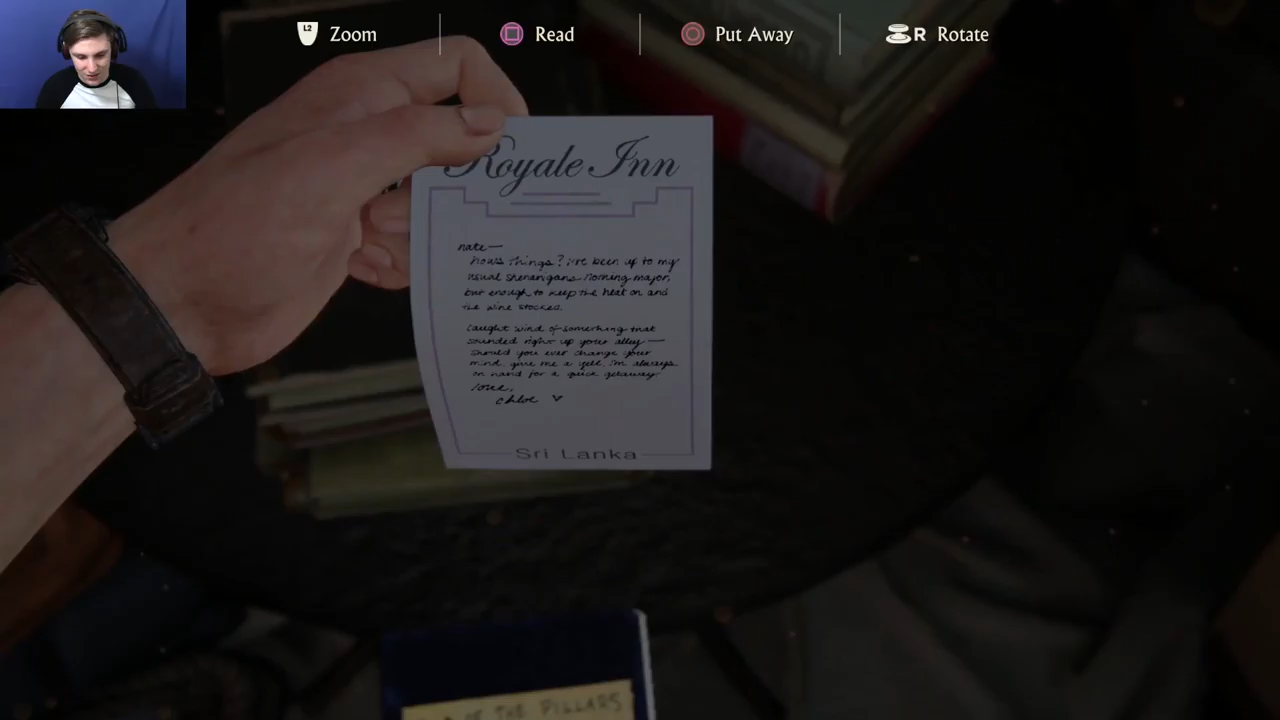 L2 Zoom
Read
Put Away
R Rotate
Royale Inn
nate—
hows things? i've been up to my
usual shenanigans. nothing major,
but enough to keep the heat on and
the wine stocked.
Caught wind of something that
sounded right up your alley—
should you ever change your
mind, give me a yell. i'm always
on hand for a quick getaway.
love,
chloe
Sri Lanka
OF THE PILLARS